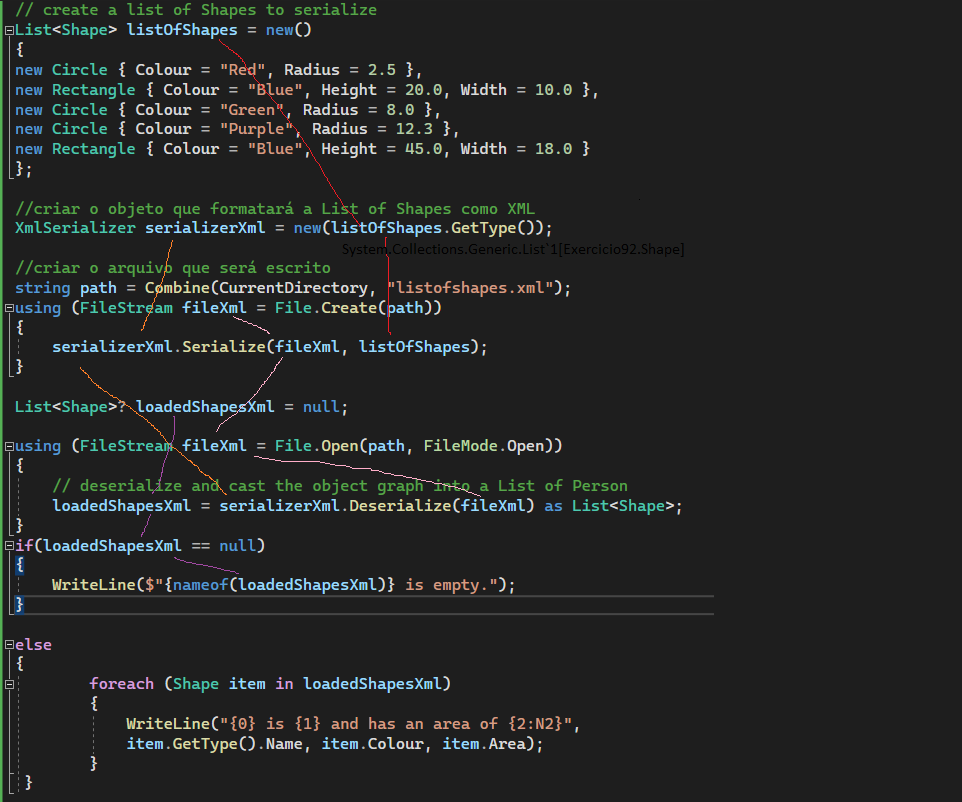 // create a list of Shapes to serialize
List<Shape> listOfShapes = new()
{
new Circle { Colour = "Red", Radius = 2.5 },
new Rectangle { Colour = "Blue", Height = 20.0, Width = 10.0 },
new Circle { Colour = "Green", Radius = 8.0 },
new Circle { Colour = "Purple", Radius = 12.3 },
new Rectangle { Colour = "Blue", Height = 45.0, Width = 18.0 }
};
//criar o objeto que formatará a List of Shapes como XML
XmlSerializer serializerXml = new(listOfShapes.GetType());
System.Collections.Generic.List`1[Exercicio92.Shape]
//criar o arquivo que será escrito
string path = Combine(CurrentDirectory, "listofshapes.xml");
using (FileStream fileXml = File.Create(path))
{
serializerXml.Serialize(fileXml, listOfShapes);
}
List<Shape>? loadedShapesXml = null;
using (FileStream fileXml = File.Open(path, FileMode.Open))
{
// deserialize and cast the object graph into a List of Person
loadedShapesXml = serializerXml.Deserialize(fileXml) as List<Shape>;
}
if(loadedShapesXml == null)
{
WriteLine($"{nameof(loadedShapesXml)} is empty.");
}
else
{
foreach (Shape item in loadedShapesXml)
{
WriteLine("{0} is {1} and has an area of {2:N2}",
item.GetType().Name, item.Colour, item.Area);
}
}